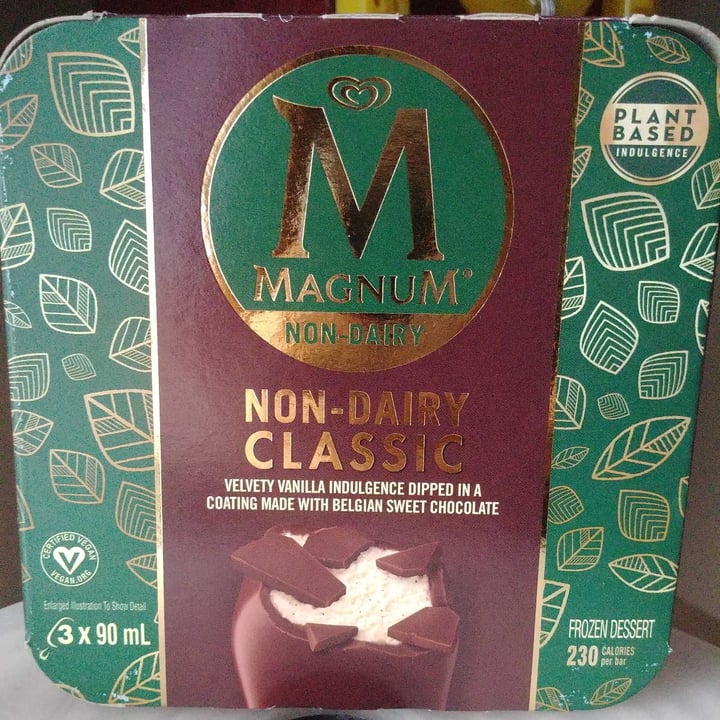 M
MAGNUM®
NON-DAIRY
PLANT
BASED
INDULGENCE
NON-DAIRY
CLASSIC
VELVETY VANILLA INDULGENCE DIPPED IN A
COATING MADE WITH BELGIAN SWEET CHOCOLATE
CERTIFIED VEGAN
V
VEGAN.ORG
Enlarged Illustration To Show Detail
3 x 90 mL
FROZEN DESSERT
230 CALORIES
per bar